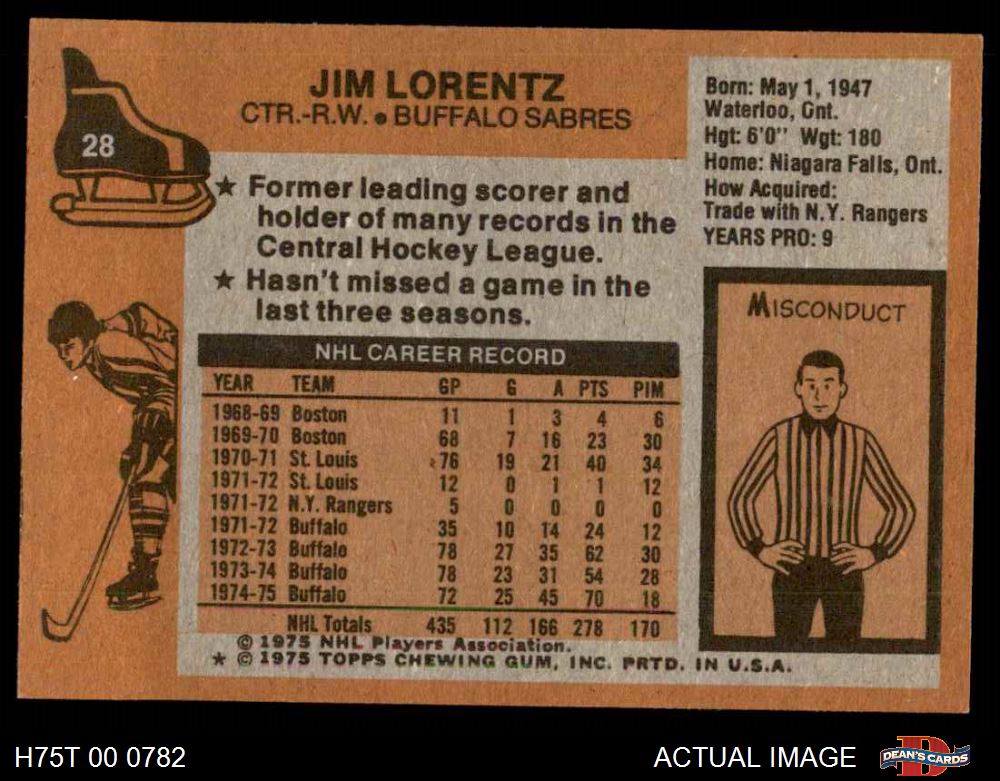 28
JIM LORENTZ
CTR.-R.W. • BUFFALO SABRES
Born: May 1, 1947
Waterloo, Ont.
Hgt: 6'0" Wgt: 180
Home: Niagara Falls, Ont.
How Acquired:
Trade with N.Y. Rangers
YEARS PRO: 9
★ Former leading scorer and
holder of many records in the
Central Hockey League.
★ Hasn't missed a game in the
last three seasons.
NHL CAREER RECORD
YEAR TEAM GP G A PTS PIM
1968-69 Boston 11 1 3 4 6
1969-70 Boston 68 7 16 23 30
1970-71 St. Louis 76 19 21 40 34
1971-72 St. Louis 12 0 1 1 12
1971-72 N.Y. Rangers 5 0 0 0 0
1971-72 Buffalo 35 10 14 24 12
1972-73 Buffalo 78 27 35 62 30
1973-74 Buffalo 78 23 31 54 28
1974-75 Buffalo 72 25 45 70 18
NHL Totals 435 112 166 278 170
© 1975 NHL Players Association.
★ © 1975 TOPPS CHEWING GUM, INC. PRTD. IN U.S.A.
MISCONDUCT
H75T 00 0782
ACTUAL IMAGE
DEAN'S CARDS